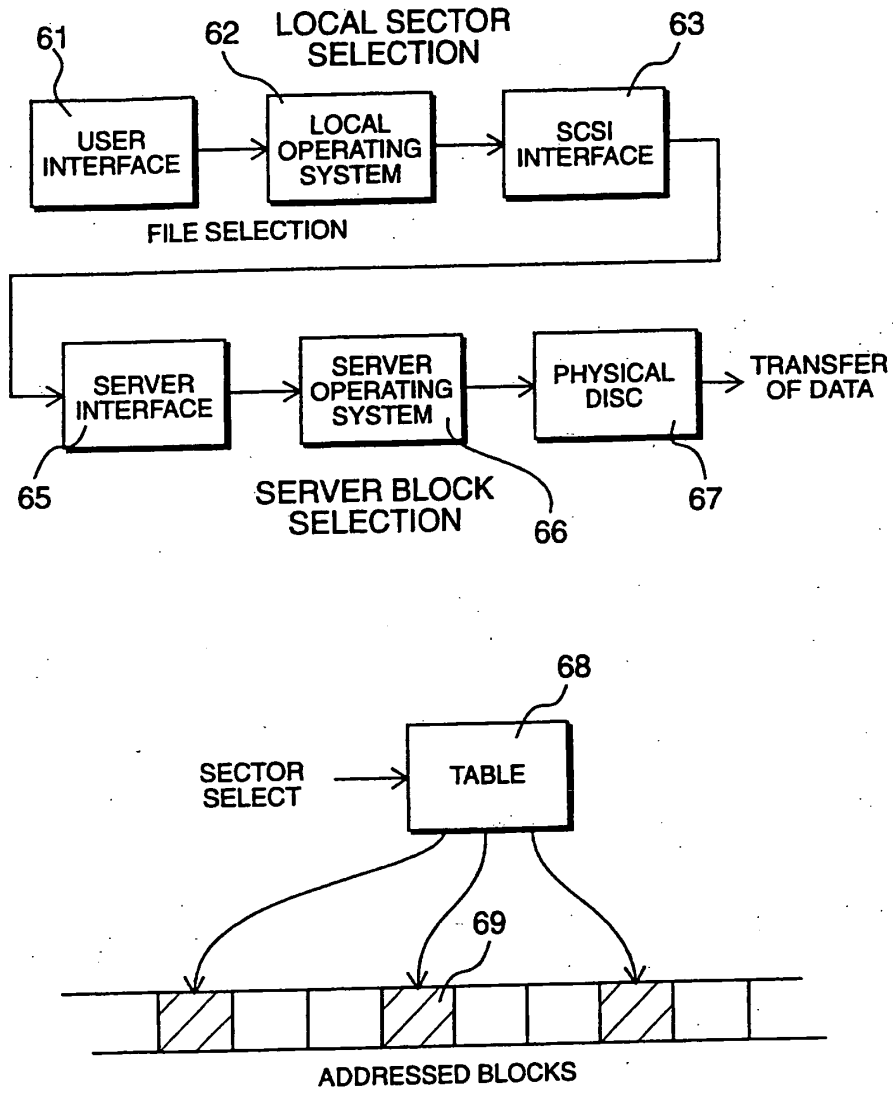 61
62
LOCAL SECTOR
SELECTION
63
USER
INTERFACE
LOCAL
OPERATING
SYSTEM
SCSI
INTERFACE
FILE SELECTION
SERVER
INTERFACE
SERVER
OPERATING
SYSTEM
PHYSICAL
DISC
TRANSFER
OF DATA
65
SERVER BLOCK
SELECTION
66
67
68
SECTOR
SELECT
TABLE
69
ADDRESSED BLOCKS